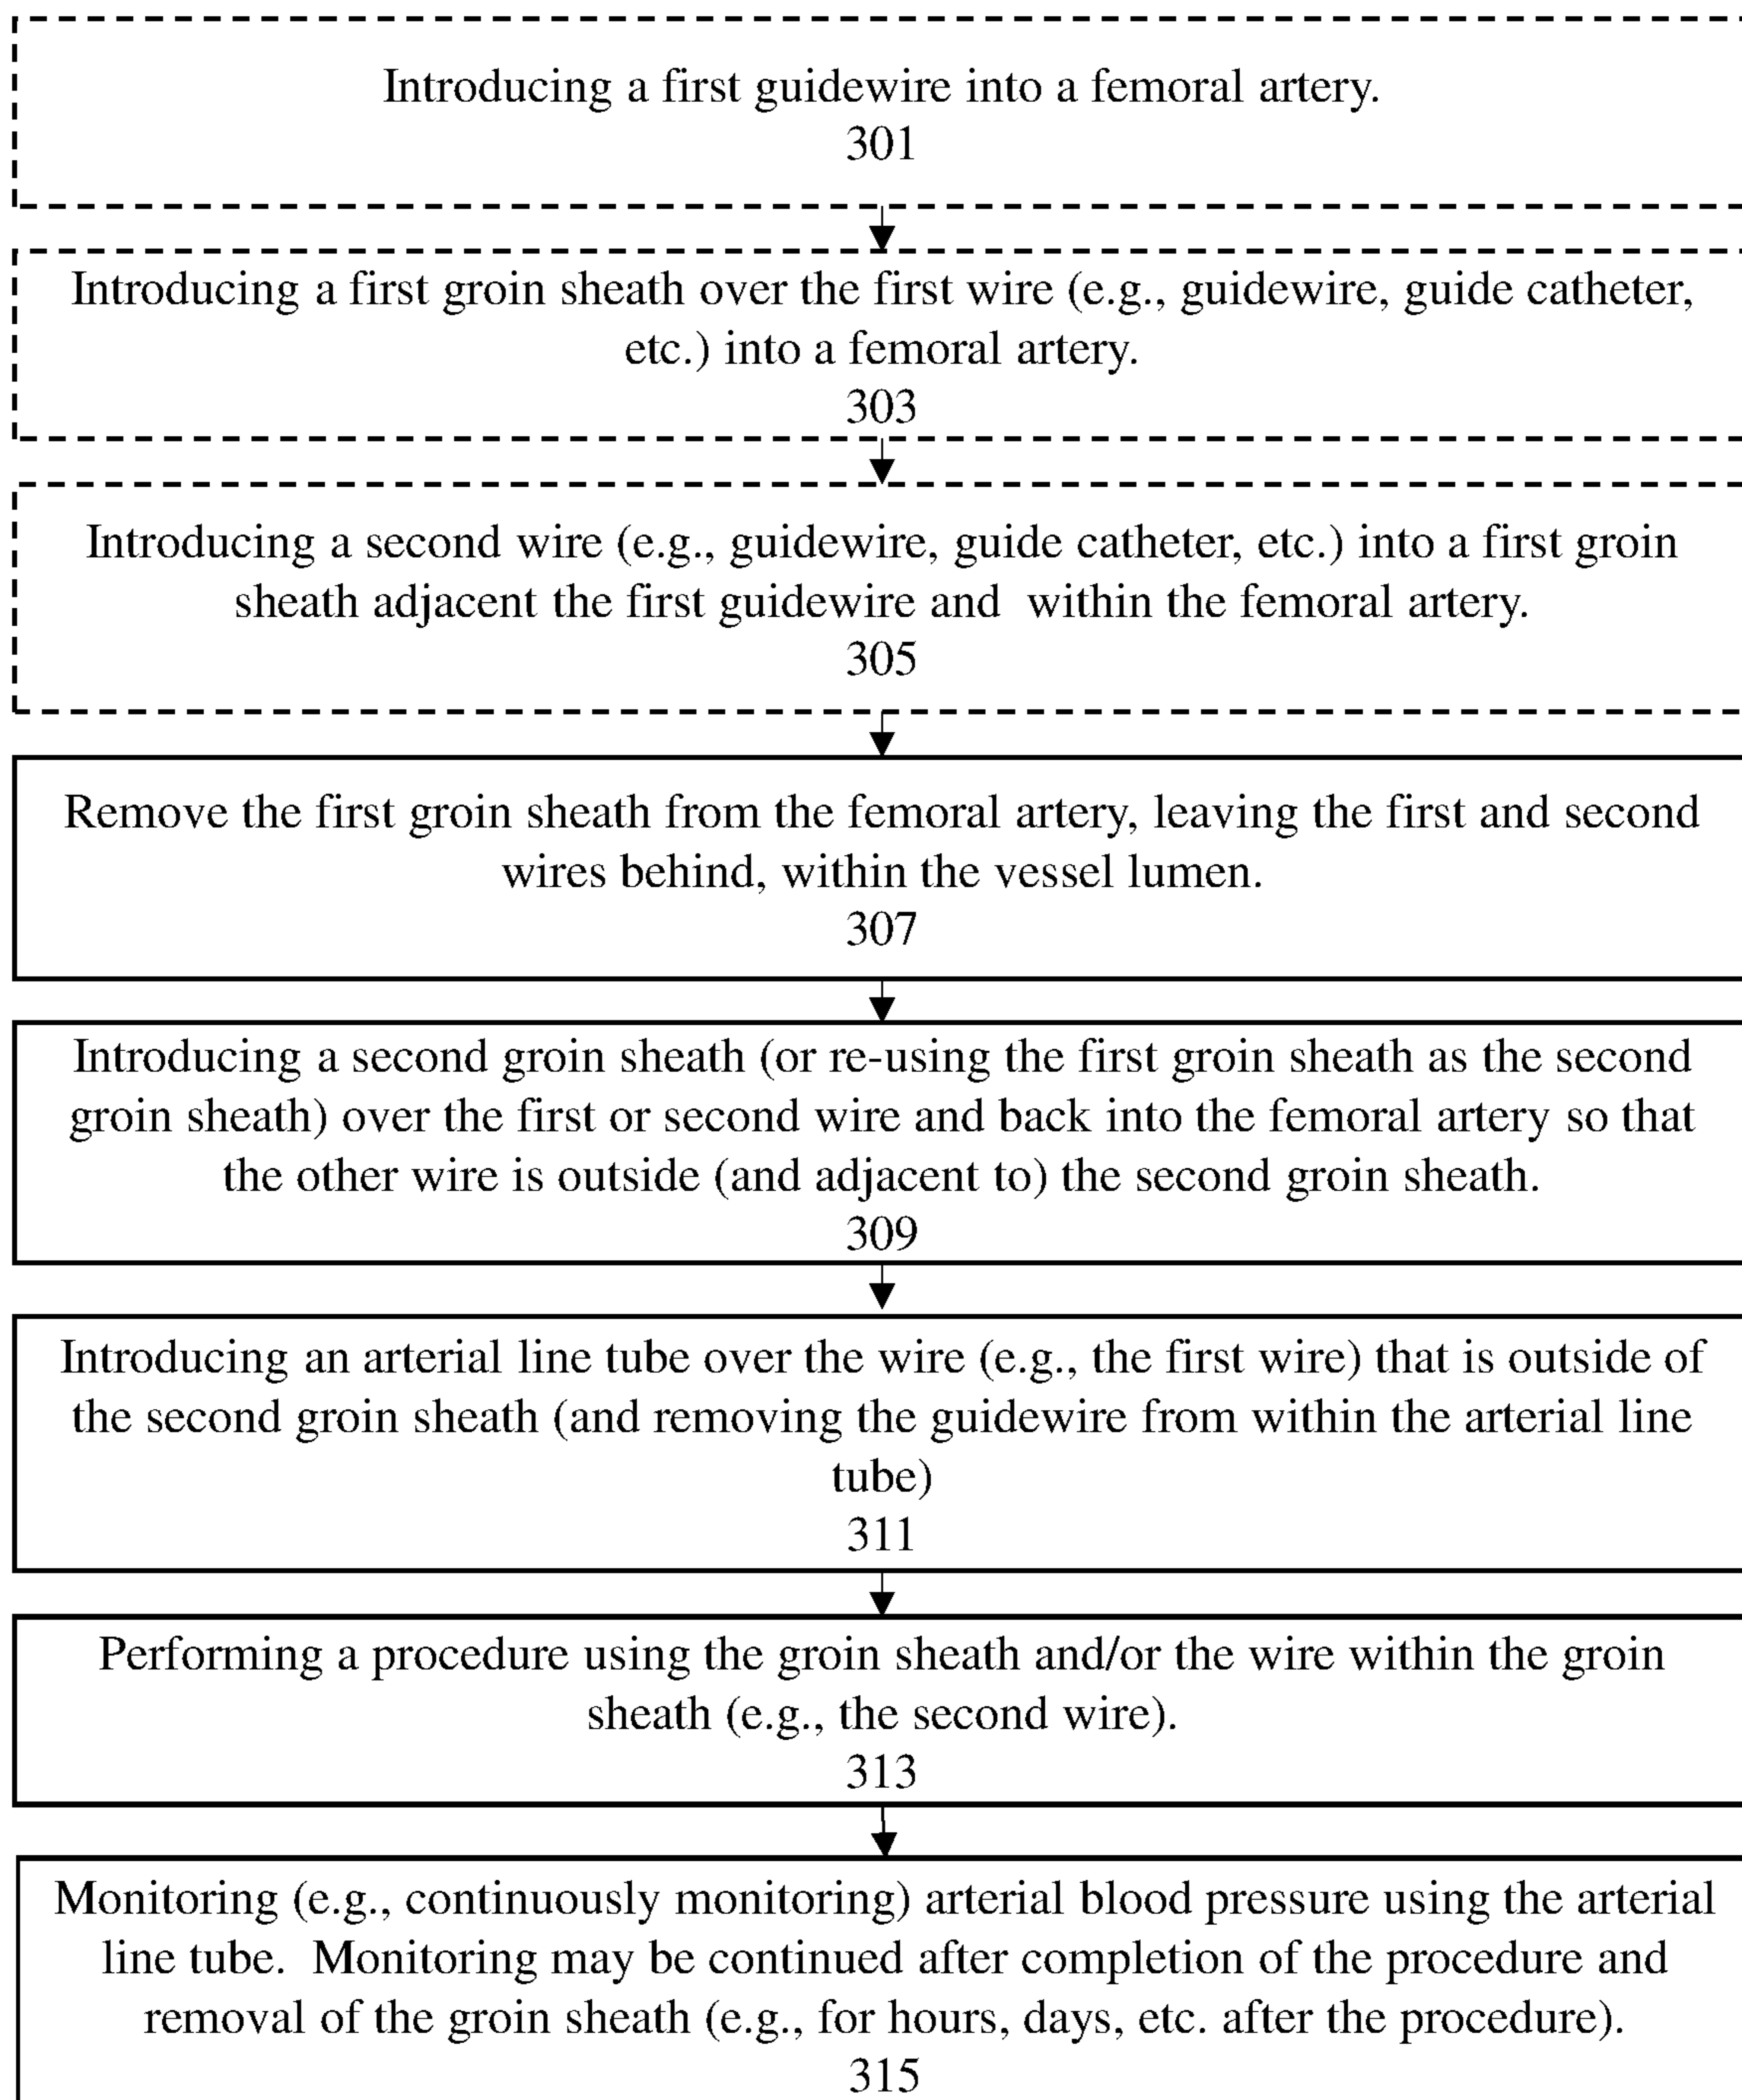 Introducing a first guidewire into a femoral artery.
301
Introducing a first groin sheath over the first wire (e.g., guidewire, guide catheter,
etc.) into a femoral artery.
303
Introducing a second wire (e.g., guidewire, guide catheter, etc.) into a first groin
sheath adjacent the first guidewire and  within the femoral artery.
305
Remove the first groin sheath from the femoral artery, leaving the first and second
wires behind, within the vessel lumen.
307
Introducing a second groin sheath (or re-using the first groin sheath as the second
groin sheath) over the first or second wire and back into the femoral artery so that
the other wire is outside (and adjacent to) the second groin sheath.
309
Introducing an arterial line tube over the wire (e.g., the first wire) that is outside of
the second groin sheath (and removing the guidewire from within the arterial line
tube)
311
Performing a procedure using the groin sheath and/or the wire within the groin
sheath (e.g., the second wire).
313
Monitoring (e.g., continuously monitoring) arterial blood pressure using the arterial
line tube.  Monitoring may be continued after completion of the procedure and
removal of the groin sheath (e.g., for hours, days, etc. after the procedure).
315